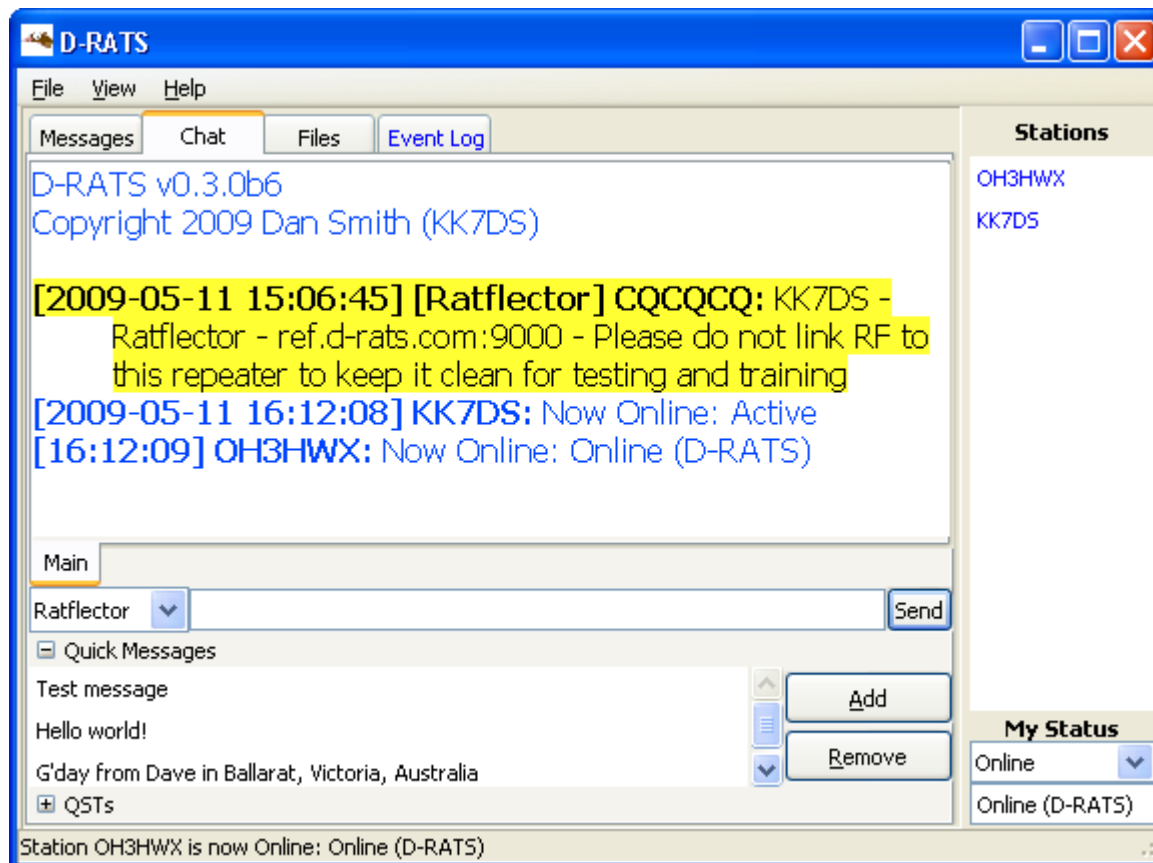 D-RATS
File View Help
Messages Chat Files Event Log
Stations
D-RATS v0.3.0b6
Copyright 2009 Dan Smith (KK7DS)
[2009-05-11 15:06:45] [Ratflector] CQCQCQ: KK7DS -
Ratflector - ref.d-rats.com:9000 - Please do not link RF to
this repeater to keep it clean for testing and training
[2009-05-11 16:12:08] KK7DS: Now Online: Active
[16:12:09] OH3HWX: Now Online: Online (D-RATS)
OH3HWX
KK7DS
Main
Ratflector Send
Quick Messages
Test message
Hello world!
G'day from Dave in Ballarat, Victoria, Australia
Add
Remove
QSTs
My Status
Online
Online (D-RATS)
Station OH3HWX is now Online: Online (D-RATS)